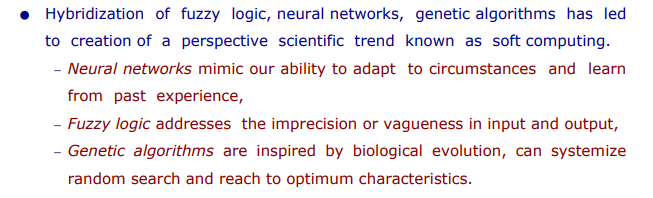 ● Hybridization of fuzzy logic, neural networks, genetic algorithms has led
to creation of a perspective scientific trend known as soft computing.
– Neural networks mimic our ability to adapt to circumstances and learn
from past experience,
– Fuzzy logic addresses the imprecision or vagueness in input and output,
– Genetic algorithms are inspired by biological evolution, can systemize
random search and reach to optimum characteristics.